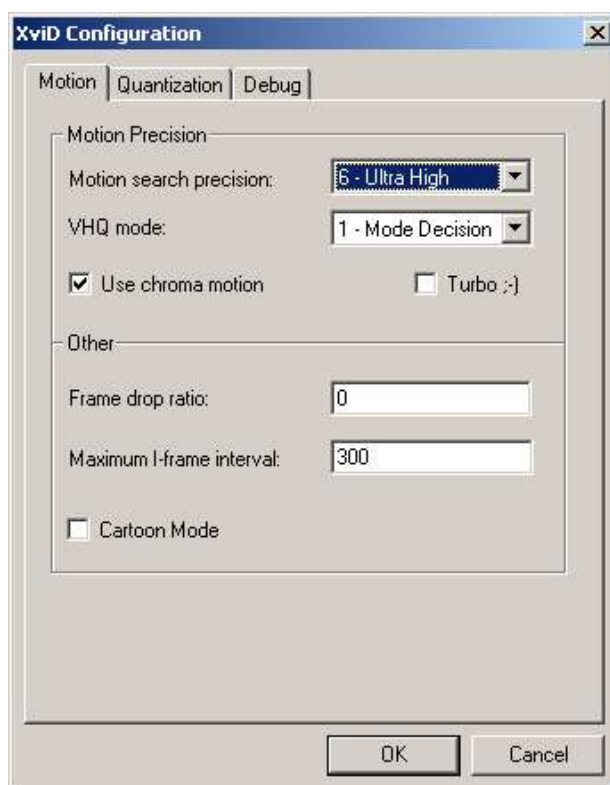 XviD Configuration
Motion Quantization Debug
Motion Precision
Motion search precision: 6 - Ultra High
VHQ mode: 1 - Mode Decision
Use chroma motion Turbo ;-)
Other
Frame drop ratio: 0
Maximum I-frame interval: 300
Cartoon Mode
OK Cancel